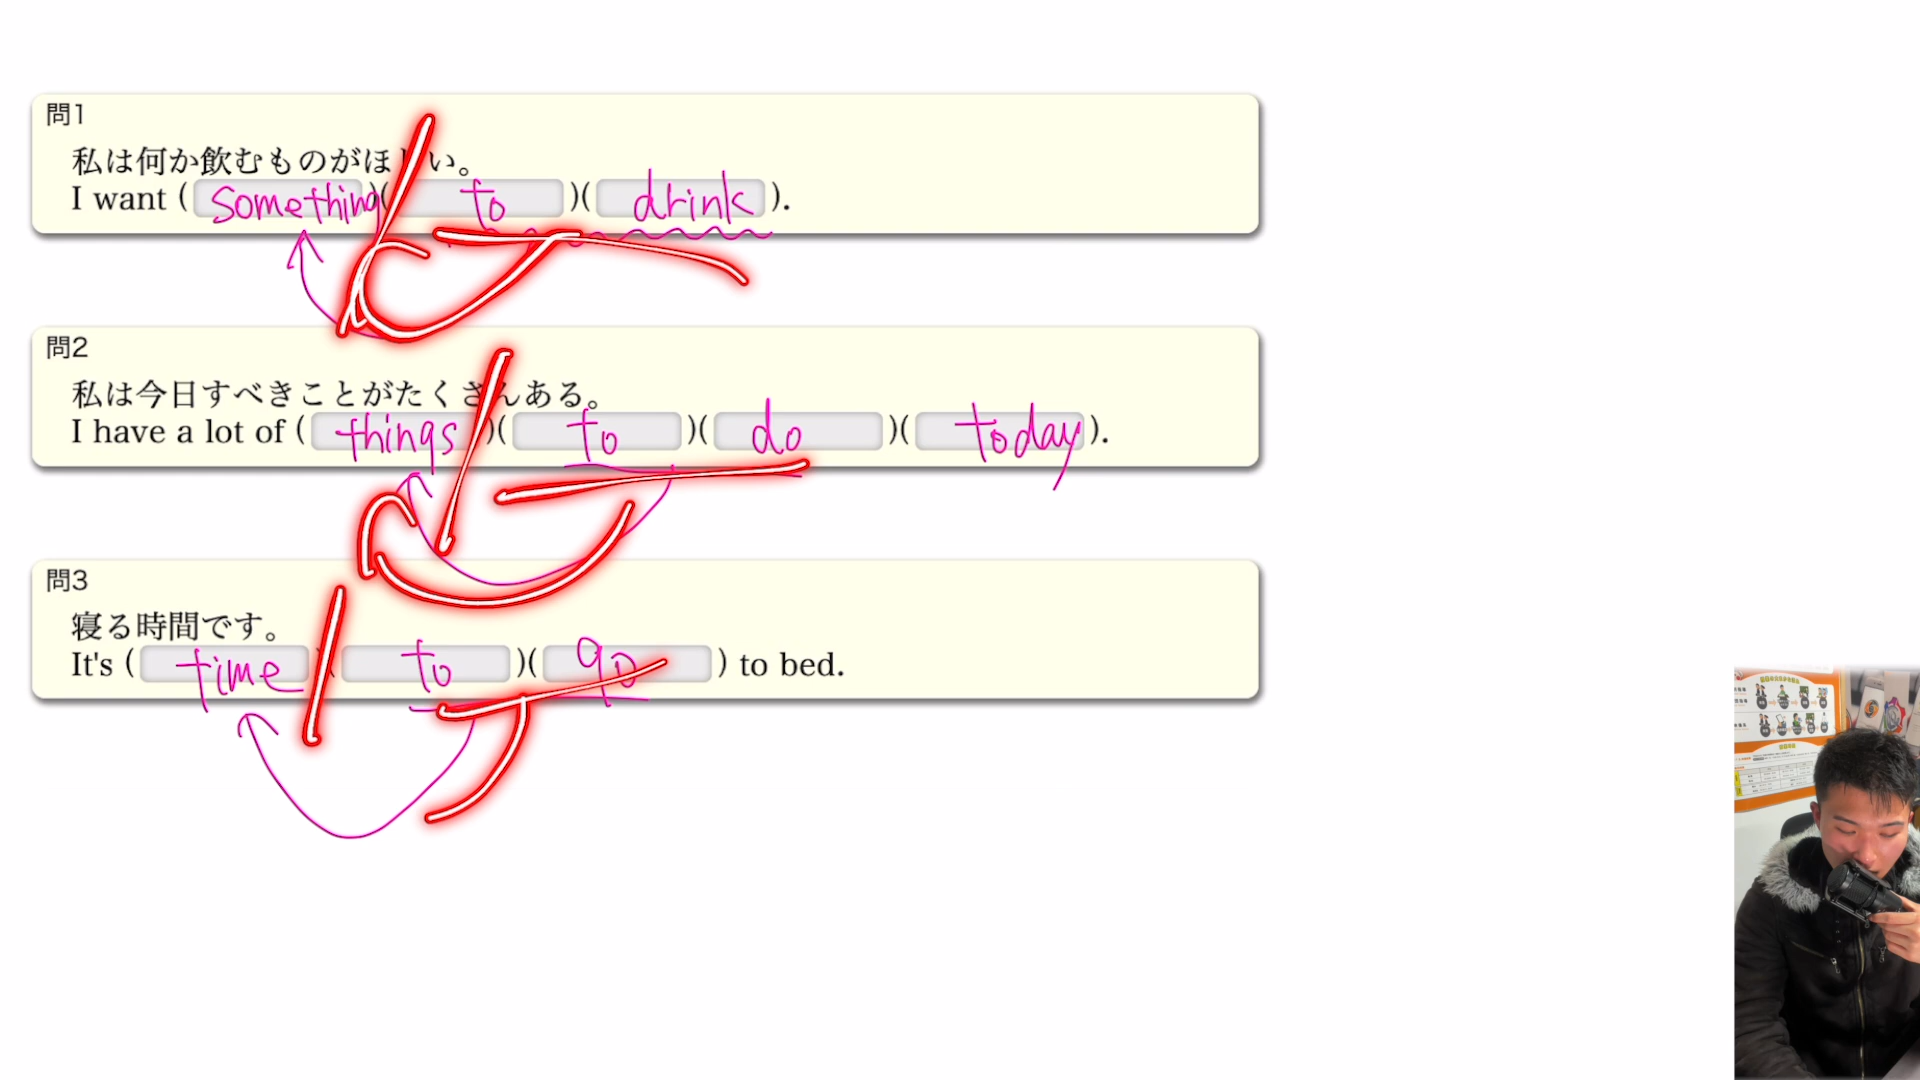 問1
私は何か飲むものがほしい。
I want ( something )( to )( drink ).
問2
私は今日すべきことがたくさんある。
I have a lot of ( things )( to )( do )( today ).
問3
寝る時間です。
It's ( time )( to )( go ) to bed.